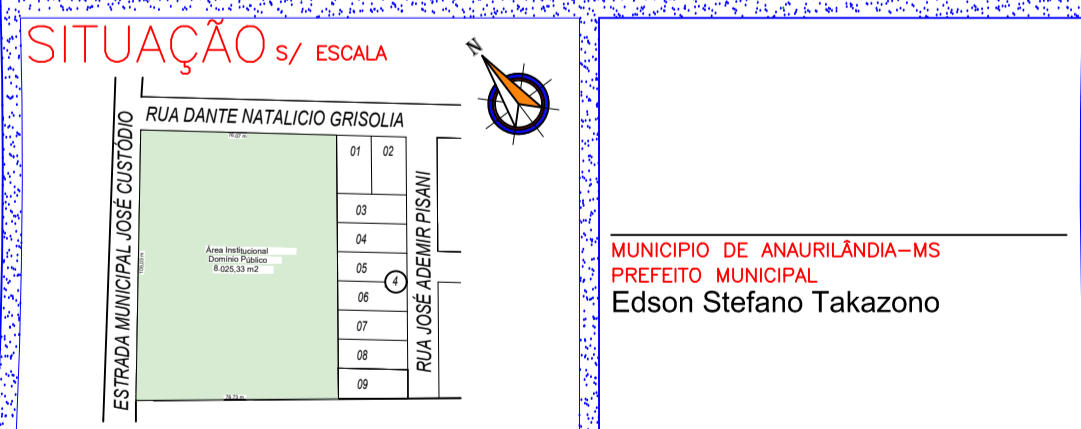 SITUAÇÃO S/ ESCALA
N
RUA DANTE NATALICIO GRISOLIA
ESTRADA MUNICIPAL JOSÉ CUSTÓDIO
01 02
03
04
05
4
06
07
08
09
RUA JOSÉ ADEMIR PISANI
Área Institucional
Domínio Público
8.025,33 m2
MUNICIPIO DE ANAURILÂNDIA-MS
PREFEITO MUNICIPAL
Edson Stefano Takazono